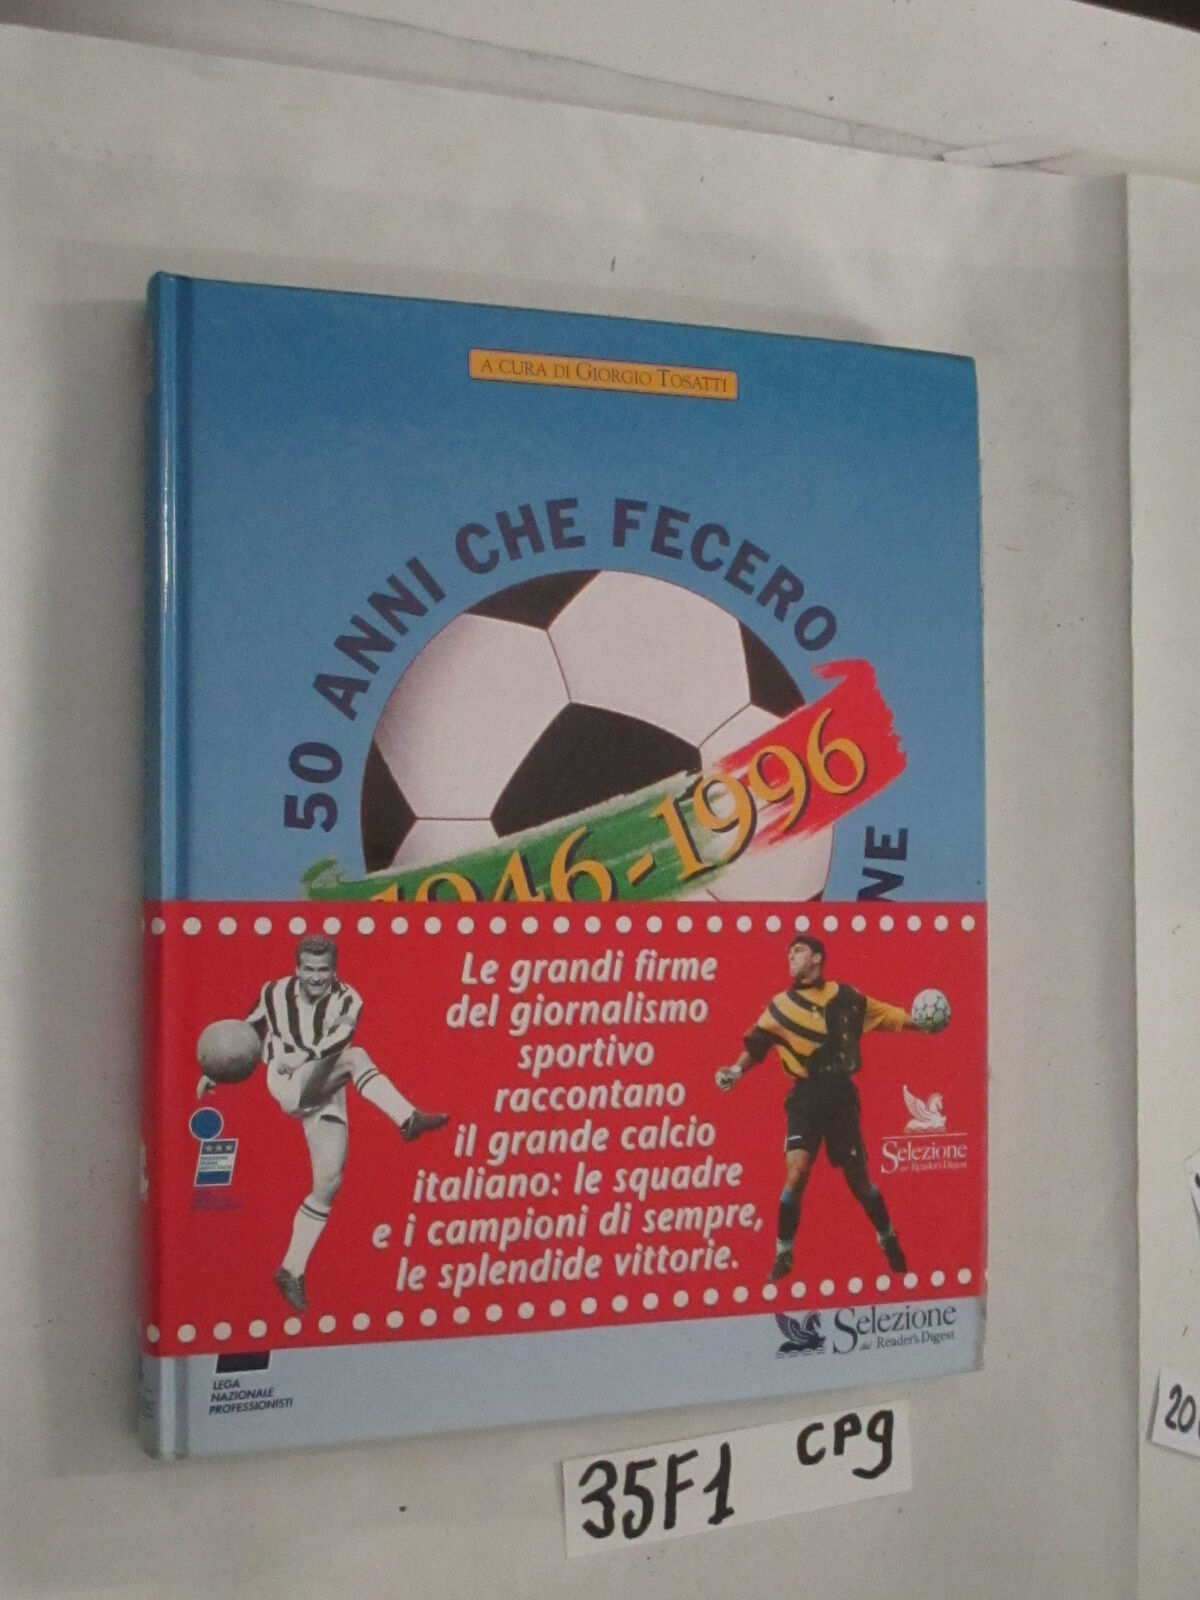 A CURA DI GIORGIO TOSATTI
50 ANNI CHE FECERO
1946-1996
NE
Le grandi firme
del giornalismo
sportivo
raccontano
il grande calcio
italiano: le squadre
e i campioni di sempre,
le splendide vittorie.
Selezione
dal Reader's Digest
Selezione
dal Reader's Digest
LEGA
NAZIONALE
PROFESSIONISTI
35F1 CPg
20